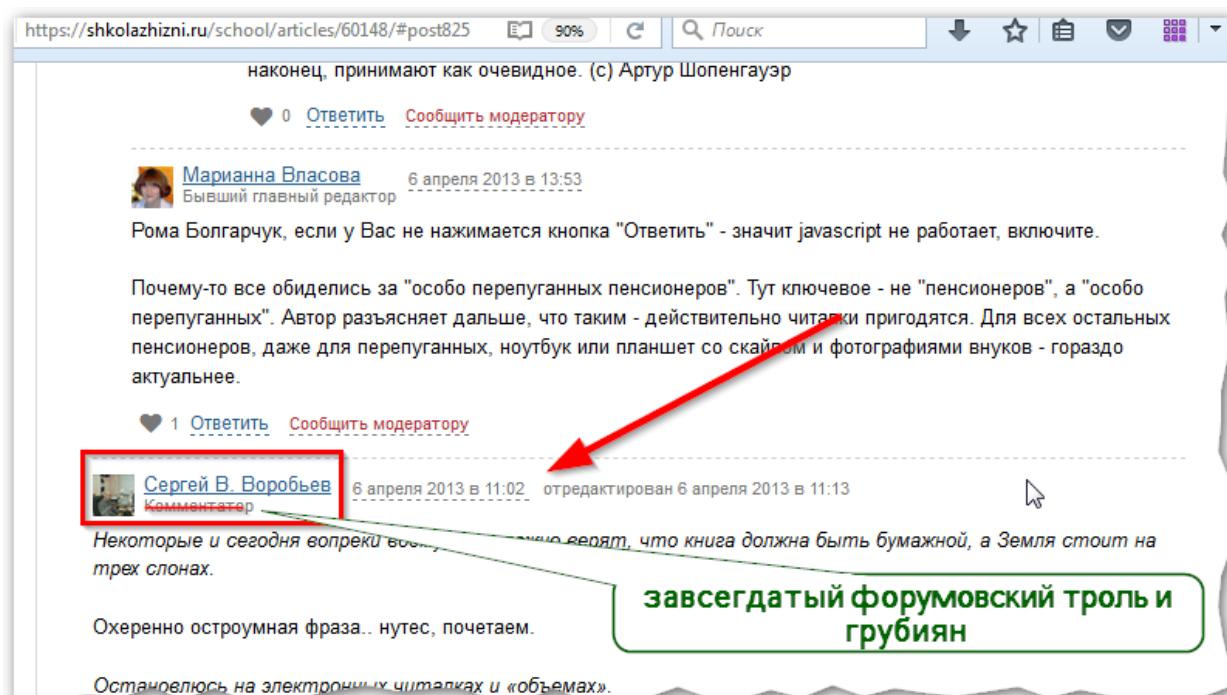 https://shkolazhizni.ru/school/articles/60148/#post825 90% Поиск
наконец, принимают как очевидное. (с) Артур Шопенгауэр
0 Ответить Сообщить модератору
Марианна Власова 6 апреля 2013 в 13:53
Бывший главный редактор
Рома Болгарчук, если у Вас не нажимается кнопка "Ответить" - значит javascript не работает, включите.
Почему-то все обиделись за "особо перепуганных пенсионеров". Тут ключевое - не "пенсионеров", а "особо
перепуганных". Автор разъясняет дальше, что таким - действительно читалки пригодятся. Для всех остальных
пенсионеров, даже для перепуганных, ноутбук или планшет со скайпом и фотографиями внуков - гораздо
актуальнее.
1 Ответить Сообщить модератору
Сергей В. Воробьев 6 апреля 2013 в 11:02 отредактирован 6 апреля 2013 в 11:13
Комментатор
Некоторые и сегодня вопреки верят, что книга должна быть бумажной, а Земля стоит на
трех слонах.
завсегдатый форумовский троль и
грубиян
Охеренно остроумная фраза.. нутес, почетаем.
Остановлюсь на электронных читалках и «объемах».